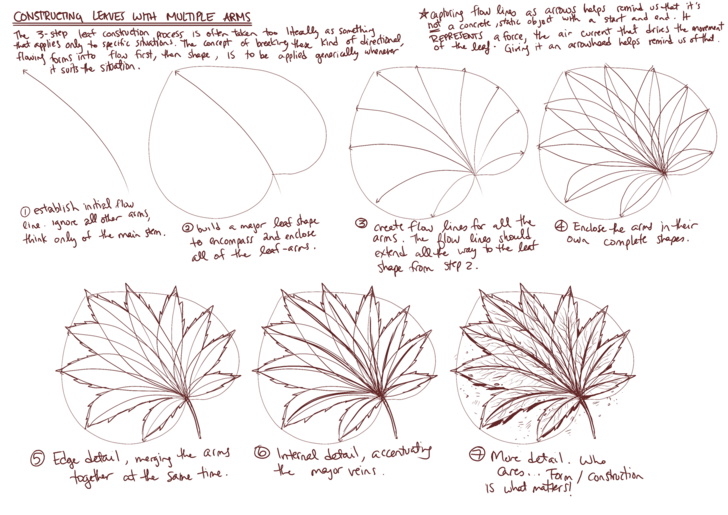 CONSTRUCTING LEAVES WITH MULTIPLE ARMS
The 3-step leaf construction process is often taken too literally as something
that applies only to specific situations. The concept of breaking these kind of directional,
flowing forms into flow first, then shape, is to be applied generically whenever
it suits the situation.
★ capturing flow lines as arrows helps remind us that it's
not a concrete, static object with a start and end. It
REPRESENTS a force, the air current that drives the movement
of the leaf. Giving it an arrowhead helps remind us of that.
① establish initial flow
line. ignore all other arms,
think only of the main stem.
② build a major leaf shape
to encompass and enclose
all of the leaf-arms.
③ create flow lines for all the
arms. The flow lines should
extend all the way to the leaf
shape from step 2.
④ Enclose the arms in their
own complete shapes.
⑤ Edge detail, merging the arms
together at the same time.
⑥ Internal detail, accentuating
the major veins.
⑦ More detail. Who
cares... Form/construction
IS what matters!